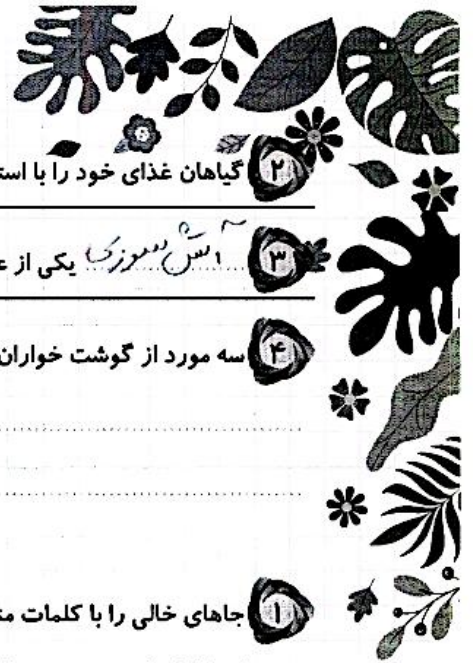 ۲ گیاهان غذای خود را با
۳ آتش سوزی یکی از
۴ سه مورد از گوشت خواران
۱ جاهای خالی را با کلمات